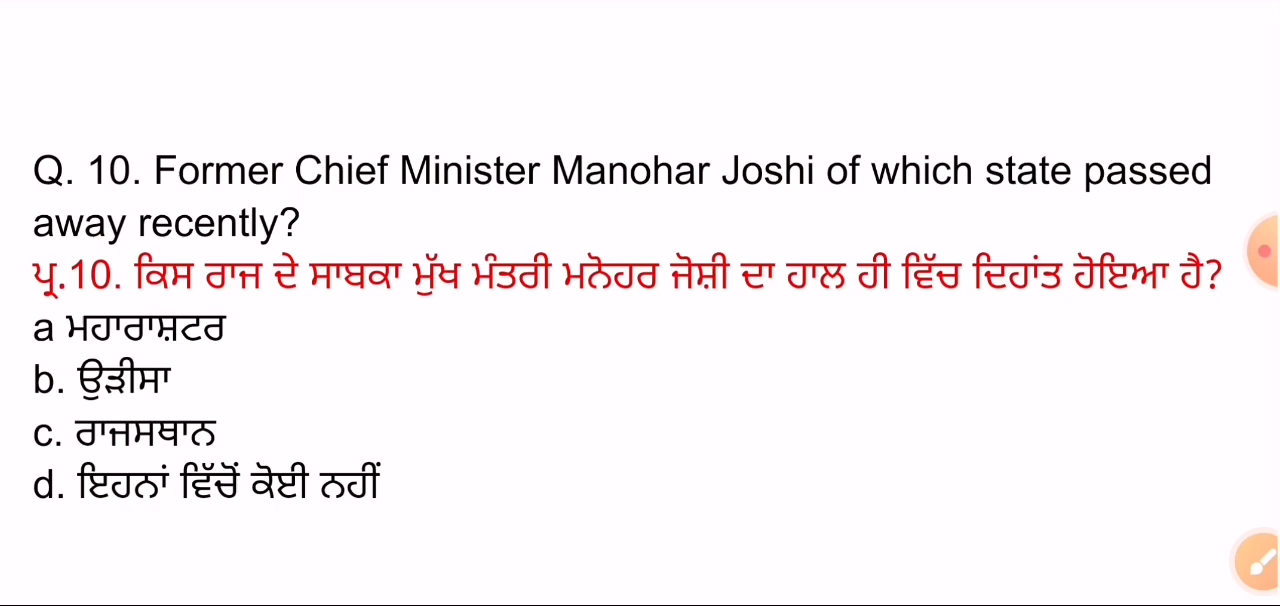 Q. 10. Former Chief Minister Manohar Joshi of which state passed
away recently?
ਪ੍ਰ.10. ਕਿਸ ਰਾਜ ਦੇ ਸਾਬਕਾ ਮੁੱਖ ਮੰਤਰੀ ਮਨੋਹਰ ਜੋਸ਼ੀ ਦਾ ਹਾਲ ਹੀ ਵਿੱਚ ਦਿਹਾਂਤ ਹੋਇਆ ਹੈ?
a ਮਹਾਰਾਸ਼ਟਰ
b. ਉੜੀਸਾ
c. ਰਾਜਸਥਾਨ
d. ਇਹਨਾਂ ਵਿੱਚੋਂ ਕੋਈ ਨਹੀਂ